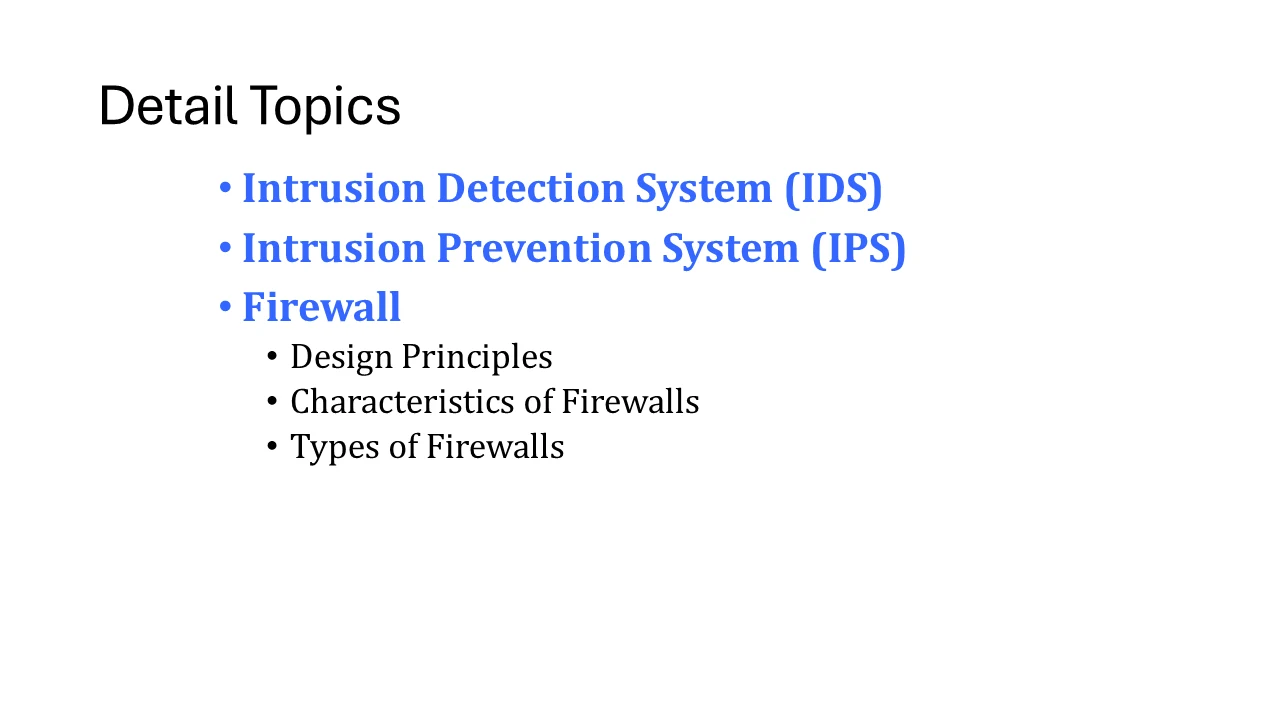 Detail Topics
• Intrusion Detection System (IDS)
• Intrusion Prevention System (IPS)
• Firewall
• Design Principles
• Characteristics of Firewalls
• Types of Firewalls